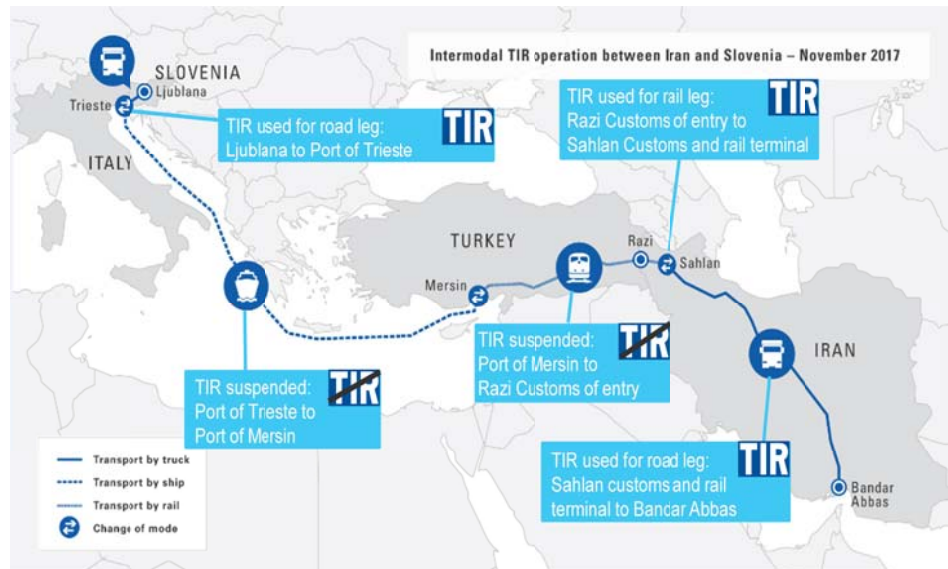 Intermodal TIR operation between Iran and Slovenia – November 2017
SLOVENIA
Ljublana
Trieste
TIR used for road leg:
Ljublana to Port of Trieste
TIR
TIR used for rail leg:
Razi Customs of entry to
Sahlan Customs and rail terminal
TIR
ITALY
TURKEY
Razi
Sahlan
Mersin
IRAN
TIR suspended:
Port of Trieste to
Port of Mersin
TIR
TIR suspended:
Port of Mersin to
Razi Customs of entry
TIR
TIR used for road leg:
Sahlan customs and rail
terminal to Bandar Abbas
TIR
Bandar
Abbas
Transport by truck
Transport by ship
Transport by rail
Change of mode